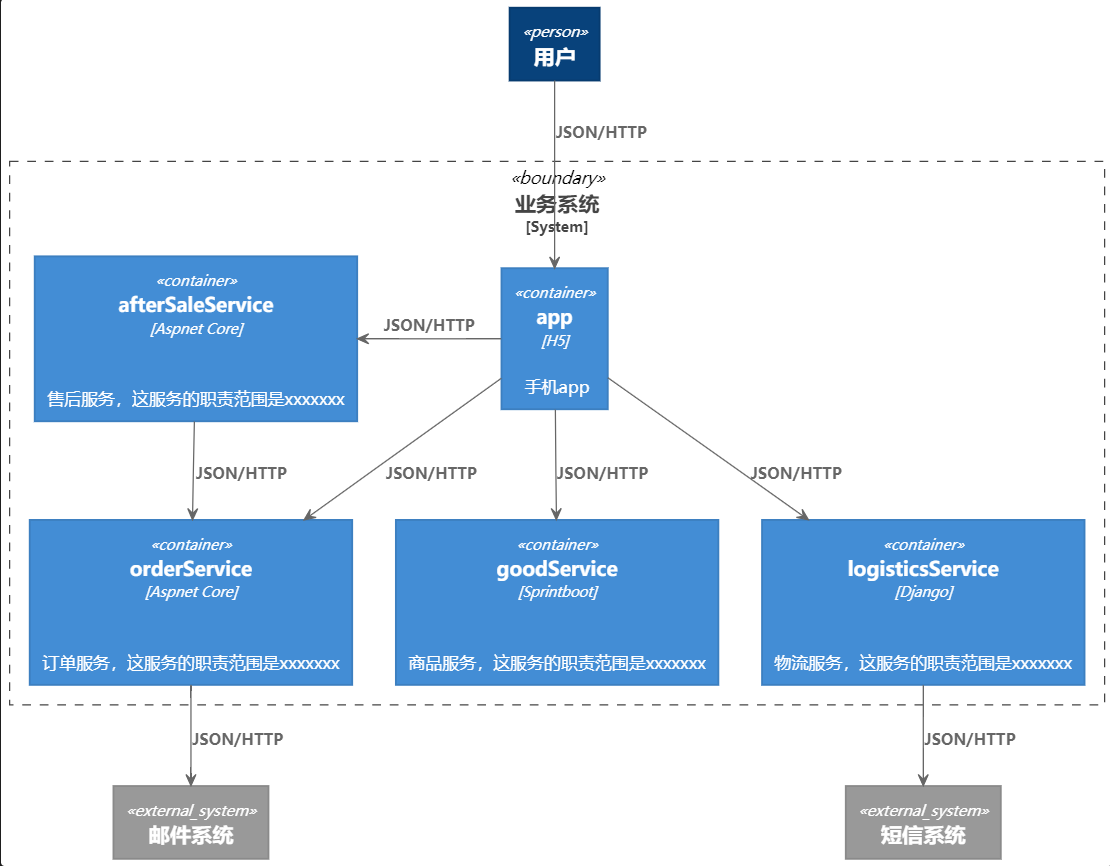 «person»
用户
JSON/HTTP
«boundary»
业务系统
[System]
«container»
afterSaleService
[Aspnet Core]
售后服务，这服务的职责范围是xxxxxxx
JSON/HTTP
«container»
app
[H5]
手机app
JSON/HTTP
JSON/HTTP
JSON/HTTP
JSON/HTTP
«container»
orderService
[Aspnet Core]
订单服务，这服务的职责范围是xxxxxxx
«container»
goodService
[Sprintboot]
商品服务，这服务的职责范围是xxxxxxx
«container»
logisticsService
[Django]
物流服务，这服务的职责范围是xxxxxxx
JSON/HTTP
JSON/HTTP
«external_system»
邮件系统
«external_system»
短信系统